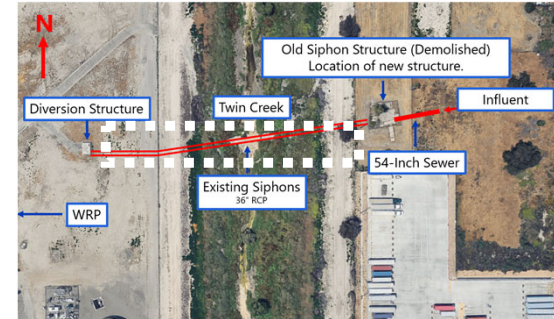 N
Old Siphon Structure (Demolished)
Location of new structure.
Diversion Structure
Twin Creek
Influent
54-Inch Sewer
Existing Siphons
36" RCP
WRP